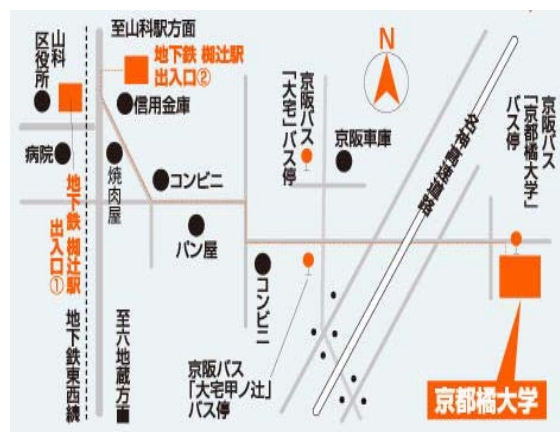 至山科駅方面
山科
区役所
地下鉄 椥辻駅
出入口②
N
信用金庫
京阪バス
「大宅」バス停
京阪車庫
名神高速道路
京阪バス
「京都橘大学」
バス停
病院
焼肉屋
コンビニ
パン屋
地下鉄 椥辻駅
出入口①
コンビニ
地下鉄東西線
至六地蔵方面
京阪バス
「大宅甲ノ辻」
バス停
京都橘大学